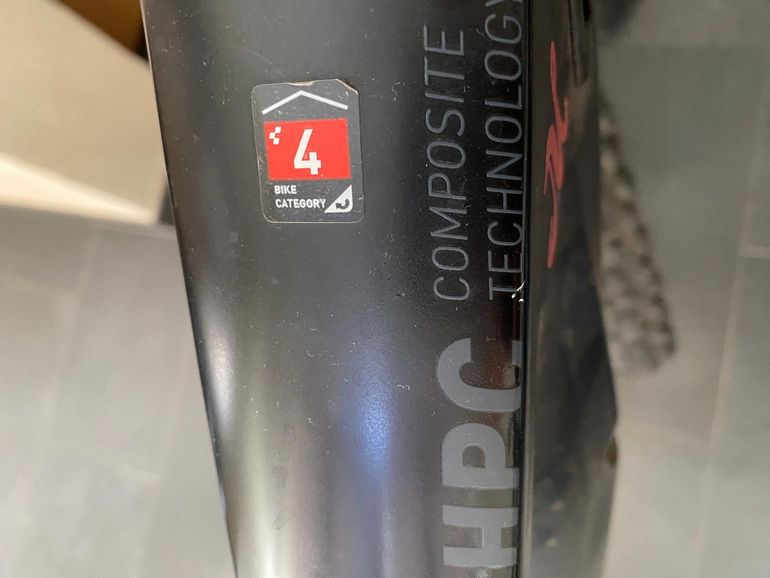 4
BIKE
CATEGORY
HPC
COMPOSITE
TECHNOLOGY